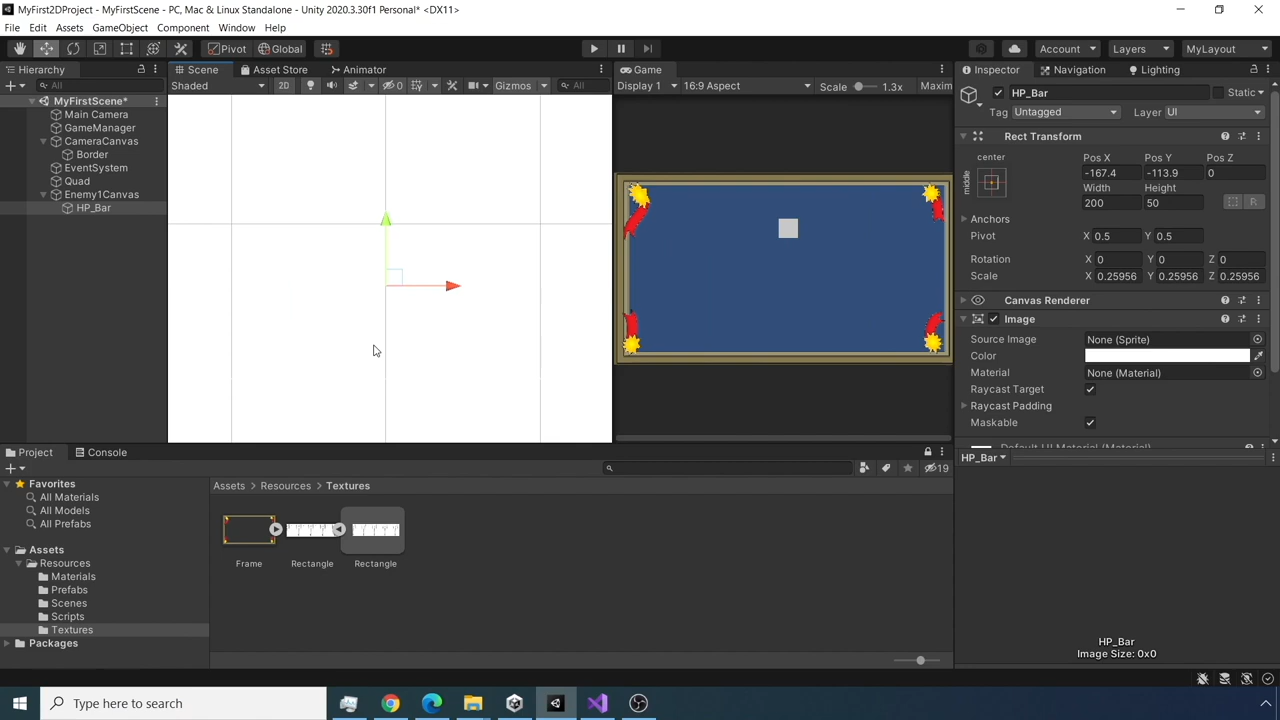 MyFirst2DProject - MyFirstScene - PC, Mac & Linux Standalone - Unity 2020.3.30f1 Personal* <DX11>
File Edit Assets GameObject Component Window Help
Pivot Global Account Layers MyLayout
Hierarchy Scene Asset Store Animator Game Inspector Navigation Lighting
All Shaded 2D 0 Gizmos All Display 1 16:9 Aspect Scale 1.3x Maxim
MyFirstScene*
Main Camera
GameManager
CameraCanvas
Border
EventSystem
Quad
Enemy1Canvas
HP_Bar
HP_Bar Static
Tag Untagged Layer UI
Rect Transform
center
middle
Pos X Pos Y Pos Z
-167.4 -113.9 0
Width Height
200 50
R
Anchors
Pivot X 0.5 Y 0.5
Rotation X 0 Y 0 Z 0
Scale X 0.25956 Y 0.25956 Z 0.25956
Canvas Renderer
Image
Source Image None (Sprite)
Color
Material None (Material)
Raycast Target
Raycast Padding
Maskable
Default UI Material (Material)
HP_Bar
Project Console
19
Favorites
All Materials
All Models
All Prefabs
Assets
Resources
Materials
Prefabs
Scenes
Scripts
Textures
Packages
Assets Resources Textures
Frame Rectangle Rectangle
HP_Bar
Image Size: 0x0
Type here to search